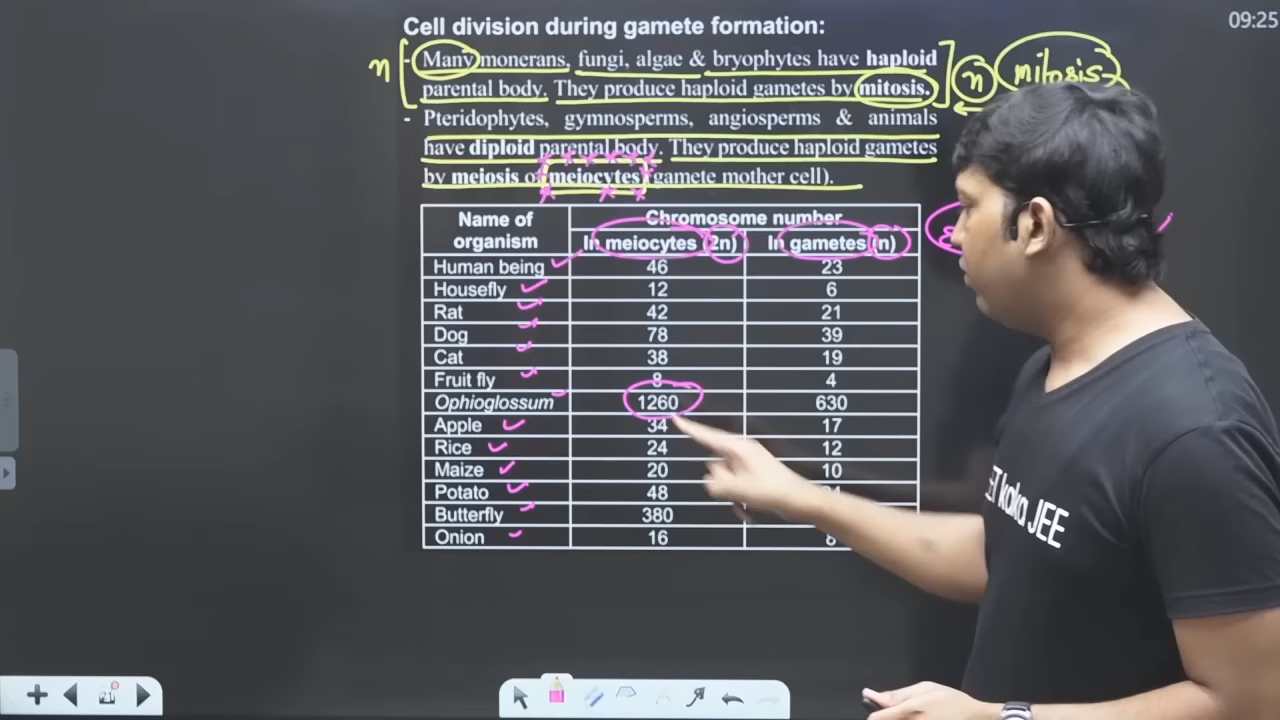 09:25
Cell division during gamete formation:
n
- Many monerans, fungi, algae & bryophytes have haploid
parental body. They produce haploid gametes by mitosis.
n mitosis
- Pteridophytes, gymnosperms, angiosperms & animals
have diploid parental body. They produce haploid gametes
by meiosis of meiocytes (gamete mother cell).
Name of organism Chromosome number
In meiocytes (2n) In gametes (n)
Human being 46 23
Housefly 12 6
Rat 42 21
Dog 78 39
Cat 38 19
Fruit fly 8 4
Ophioglossum 1260 630
Apple 34 17
Rice 24 12
Maize 20 10
Potato 48
Butterfly 380
Onion 16 8
kaka JEE
21